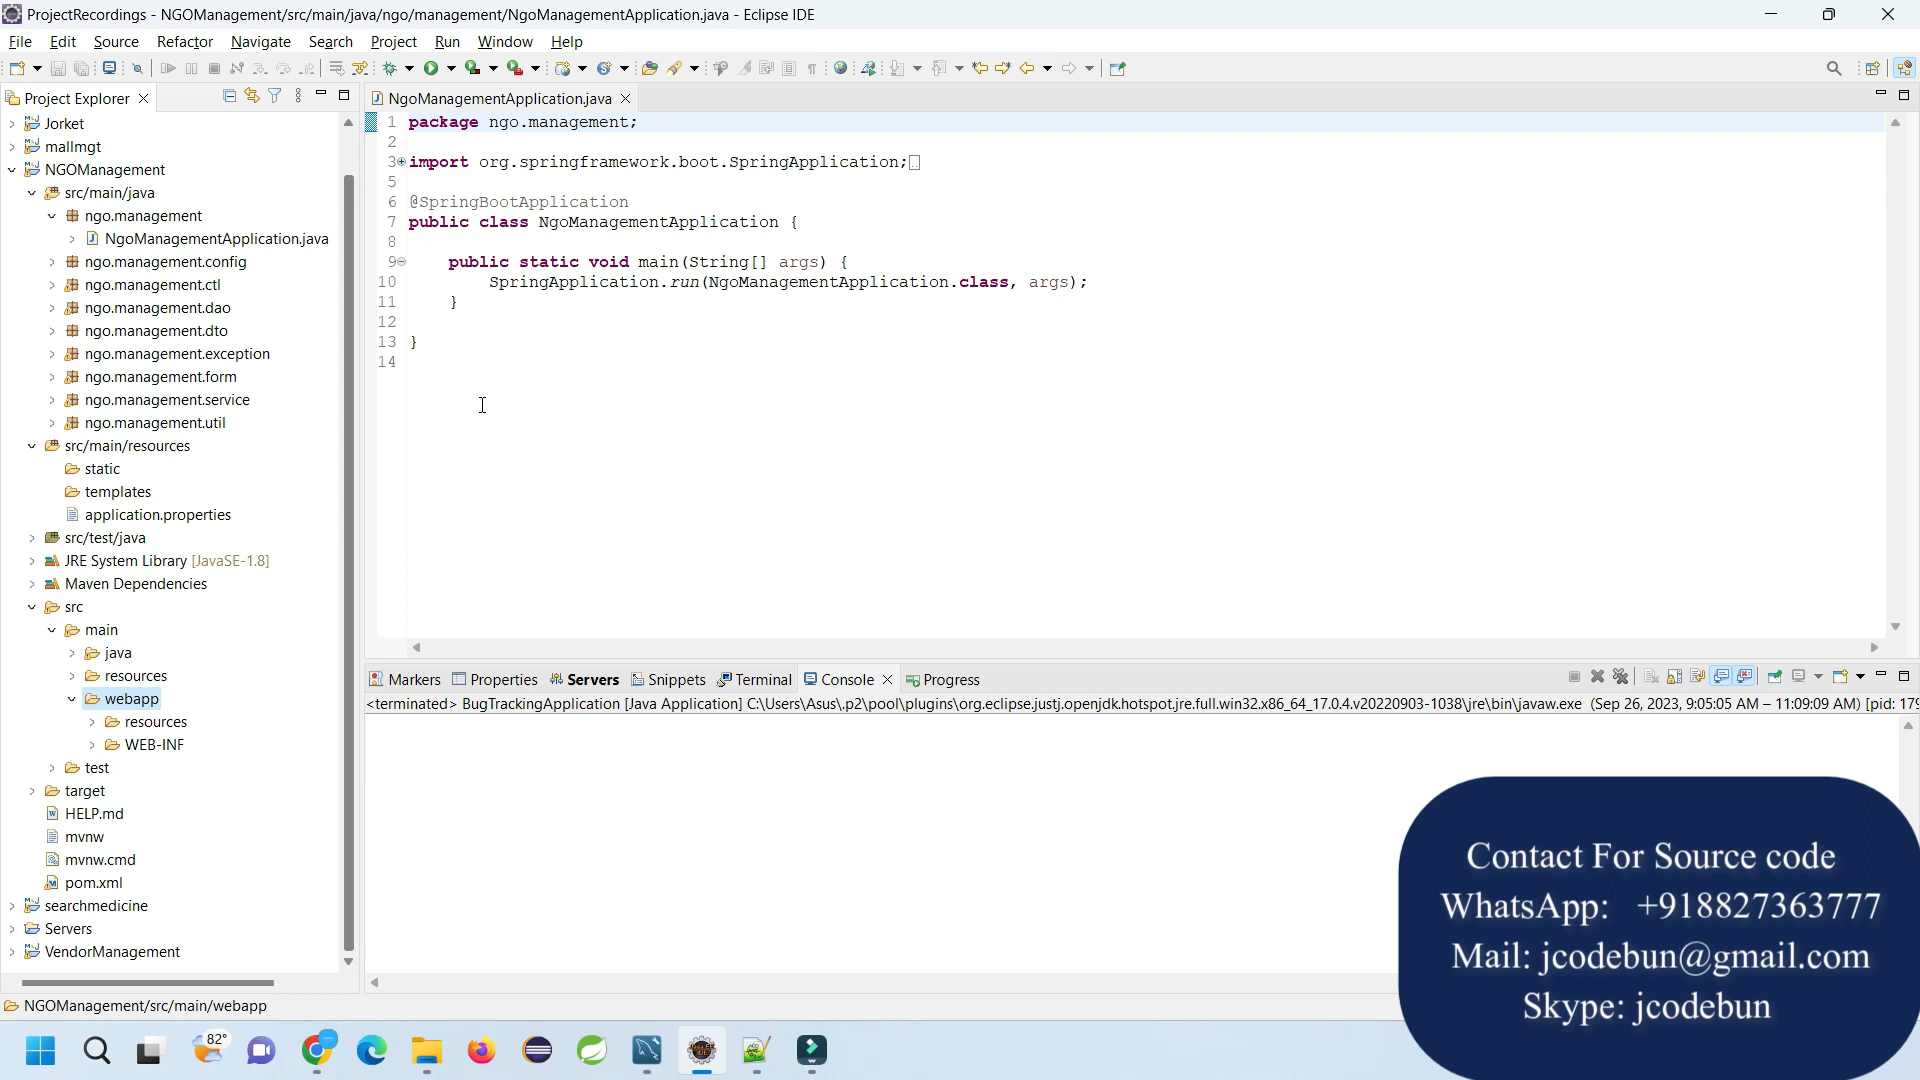 ProjectRecordings - NGOManagement/src/main/java/ngo/management/NgoManagementApplication.java - Eclipse IDE
File Edit Source Refactor Navigate Search Project Run Window Help
Project Explorer
Jorket
mallmgt
NGOManagement
src/main/java
ngo.management
NgoManagementApplication.java
ngo.management.config
ngo.management.ctl
ngo.management.dao
ngo.management.dto
ngo.management.exception
ngo.management.form
ngo.management.service
ngo.management.util
src/main/resources
static
templates
application.properties
src/test/java
JRE System Library [JavaSE-1.8]
Maven Dependencies
src
main
java
resources
webapp
resources
WEB-INF
test
target
HELP.md
mvnw
mvnw.cmd
pom.xml
searchmedicine
Servers
VendorManagement
NgoManagementApplication.java
1 package ngo.management;
2
3 import org.springframework.boot.SpringApplication;
5
6 @SpringBootApplication
7 public class NgoManagementApplication {
8
9 public static void main(String[] args) {
10 SpringApplication.run(NgoManagementApplication.class, args);
11 }
12
13 }
14
Markers Properties Servers Snippets Terminal Console Progress
<terminated> BugTrackingApplication [Java Application] C:\Users\Asus\.p2\pool\plugins\org.eclipse.justj.openjdk.hotspot.jre.full.win32.x86_64_17.0.4.v20220903-1038\jre\bin\javaw.exe (Sep 26, 2023, 9:05:05 AM – 11:09:09 AM) [pid: 179
Contact For Source code
WhatsApp: +918827363777
Mail: jcodebun@gmail.com
Skype: jcodebun
NGOManagement/src/main/webapp
82°